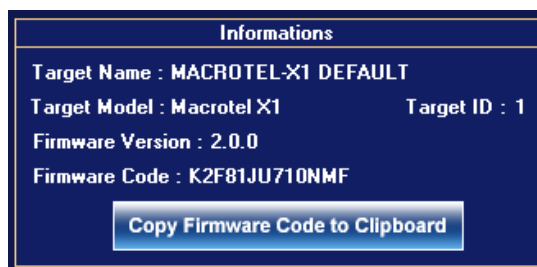 Informations
Target Name : MACROTEL-X1 DEFAULT
Target Model : Macrotel X1 Target ID : 1
Firmware Version : 2.0.0
Firmware Code : K2F81JU710NMF
Copy Firmware Code to Clipboard